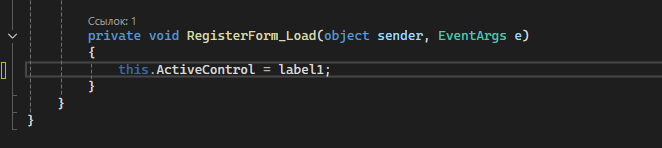 Ссылок: 1
private void RegisterForm_Load(object sender, EventArgs e)
{
this.ActiveControl = label1;
}
}
}